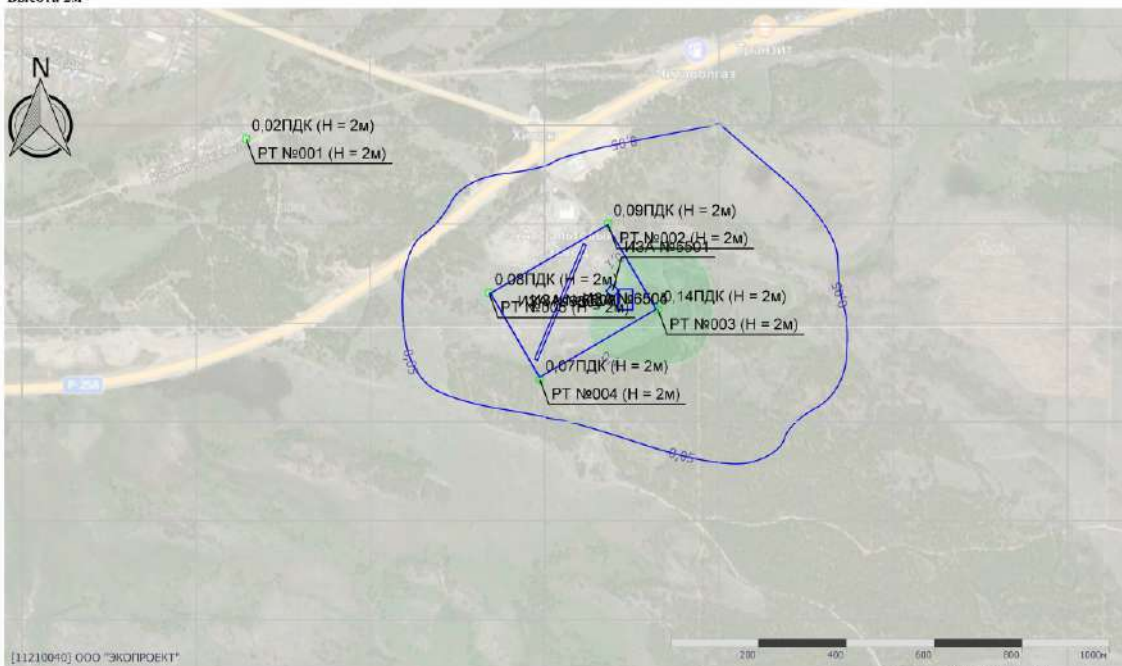 Высота 2м
N
Транзит
0,02ПДК (H = 2м)
РТ №001 (H = 2м)
0,05
0,09ПДК (H = 2м)
РТ №002 (H = 2м)
ИЗА №6501
0,1
0,08ПДК (H = 2м)
0,14ПДК (H = 2м)
РТ №003 (H = 2м)
0,05
0,05
0,07ПДК (H = 2м)
РТ №004 (H = 2м)
Р-258
0,05
[11210040] ООО "ЭКОПРОЕКТ"
200 400 600 800 1000м